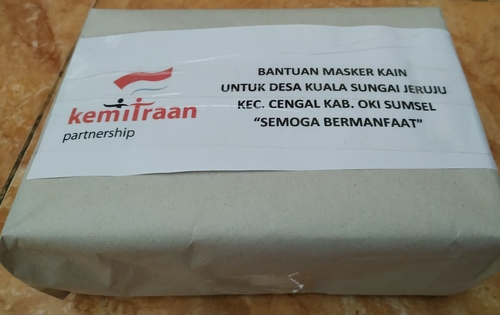 kemitraan
partnership
BANTUAN MASKER KAIN
UNTUK DESA KUALA SUNGAI JERUJU
KEC. CENGAL KAB. OKI SUMSEL
“SEMOGA BERMANFAAT”